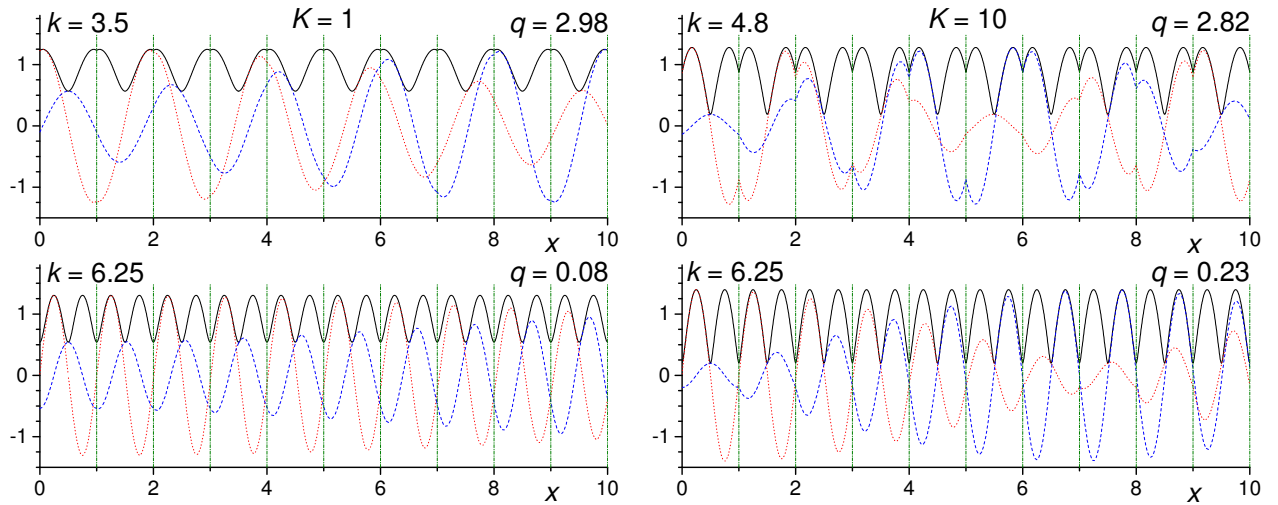 k = 3.5 K = 1 q = 2.98
1
0
-1
0 2 4 6 8 10
x
k = 4.8 K = 10 q = 2.82
1
0
-1
0 2 4 6 8 10
x
k = 6.25 q = 0.08
1
0
-1
0 2 4 6 8 10
x
k = 6.25 q = 0.23
1
0
-1
0 2 4 6 8 10
x